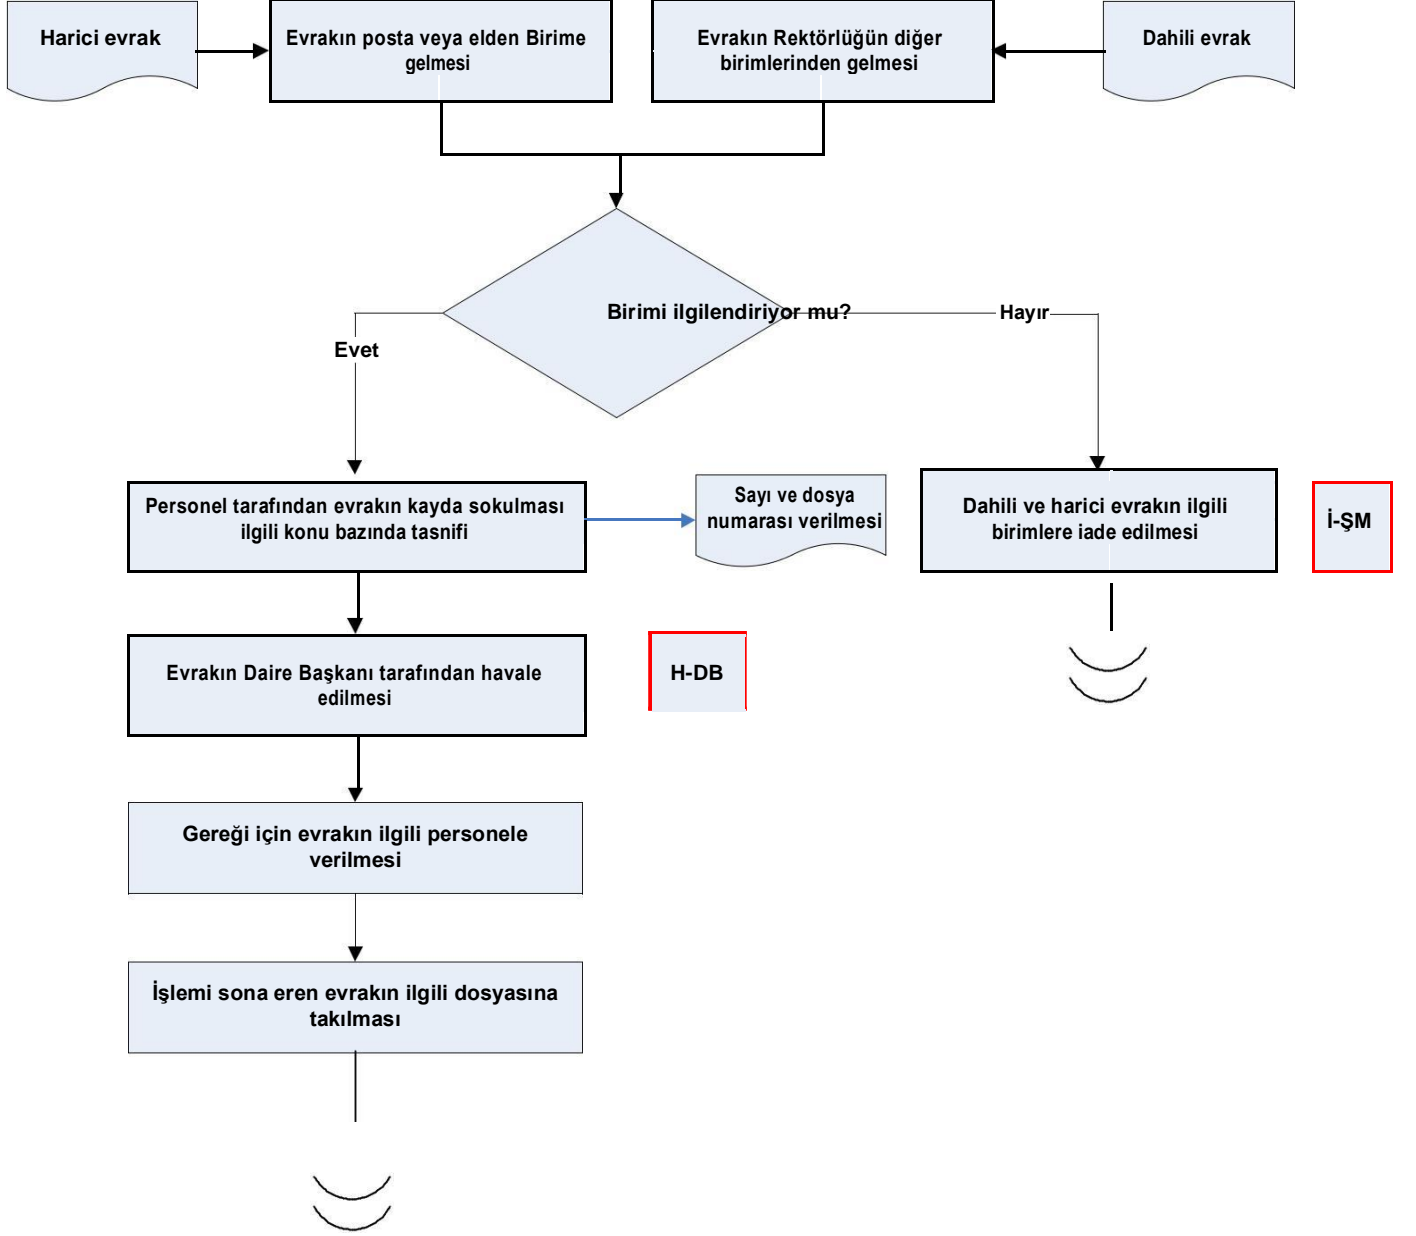 Harici evrak
Evrakın posta veya elden Birime
gelmesi
Evrakın Rektörlüğün diğer
birimlerinden gelmesi
Dahili evrak
Birimi ilgilendiriyor mu?
Hayır
Evet
Personel tarafından evrakın kayda sokulması
ilgili konu bazında tasnifi
Sayı ve dosya
numarası verilmesi
Dahili ve harici evrakın ilgili
birimlere iade edilmesi
İ-ŞM
Evrakın Daire Başkanı tarafından havale
edilmesi
H-DB
Gereği için evrakın ilgili personele
verilmesi
İşlemi sona eren evrakın ilgili dosyasına
takılması